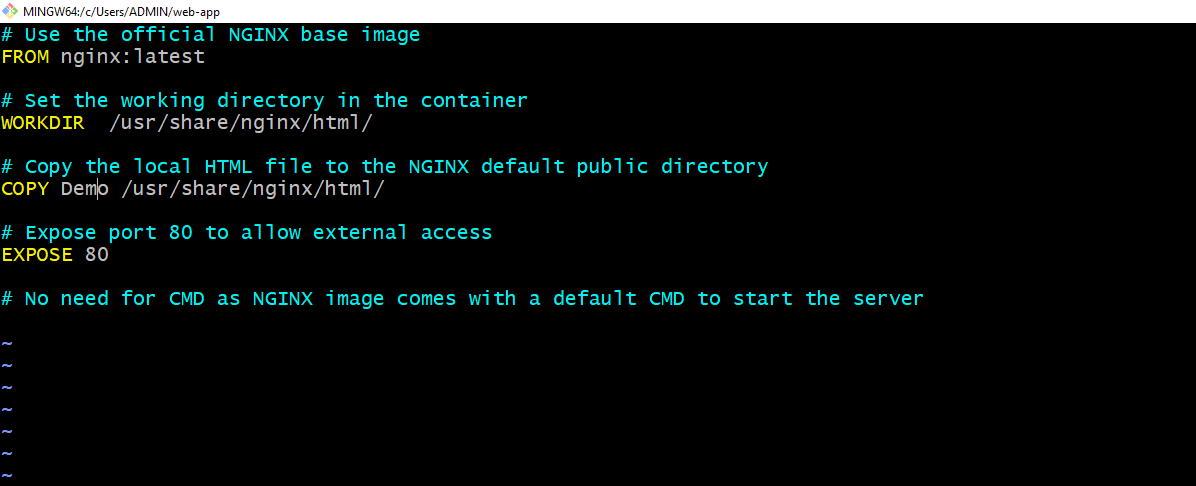 MINGW64:/c/Users/ADMIN/web-app
# Use the official NGINX base image
FROM nginx:latest
# Set the working directory in the container
WORKDIR  /usr/share/nginx/html/
# Copy the local HTML file to the NGINX default public directory
COPY Demo /usr/share/nginx/html/
# Expose port 80 to allow external access
EXPOSE 80
# No need for CMD as NGINX image comes with a default CMD to start the server
~
~
~
~
~
~
~